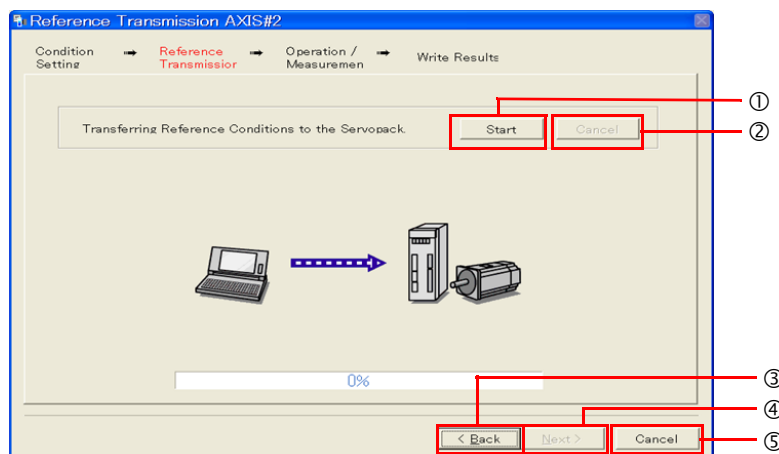 Reference Transmission AXIS#2
Condition Setting → Reference Transmissior → Operation / Measuremen → Write Results
Transferring Reference Conditions to the Servopack. Start Cancel
①
②
0%
③
④
< Back Next > Cancel
⑤